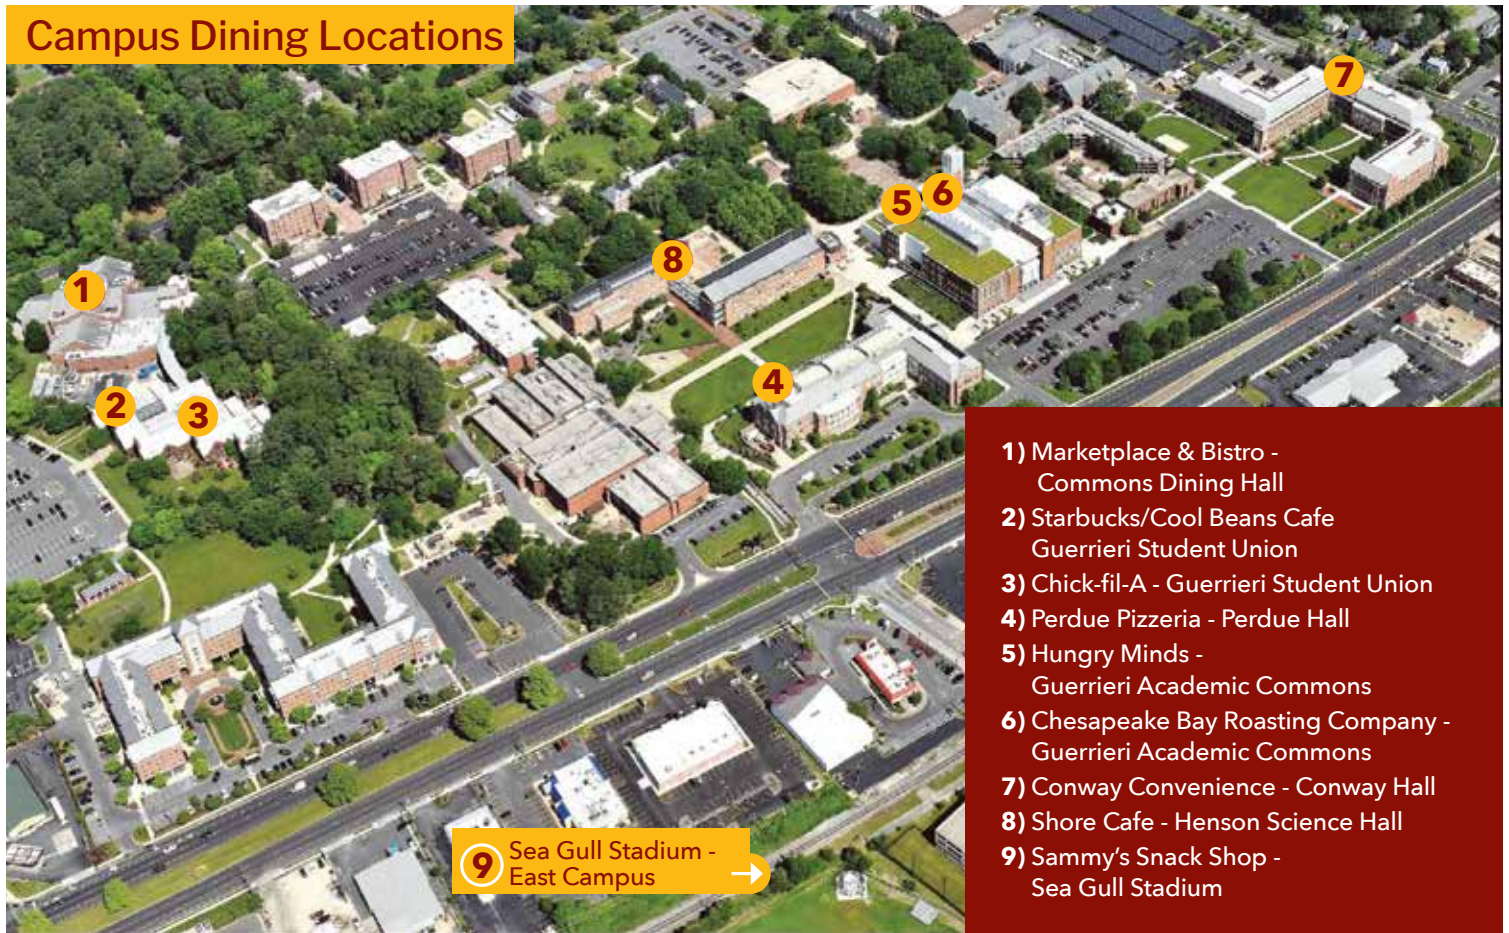 Campus Dining Locations
7
5
6
8
1
4
2
3
1) Marketplace & Bistro -
Commons Dining Hall
2) Starbucks/Cool Beans Cafe
Guerrieri Student Union
3) Chick-fil-A - Guerrieri Student Union
4) Perdue Pizzeria - Perdue Hall
5) Hungry Minds -
Guerrieri Academic Commons
6) Chesapeake Bay Roasting Company -
Guerrieri Academic Commons
7) Conway Convenience - Conway Hall
8) Shore Cafe - Henson Science Hall
9) Sammy’s Snack Shop -
Sea Gull Stadium
9 Sea Gull Stadium -
East Campus